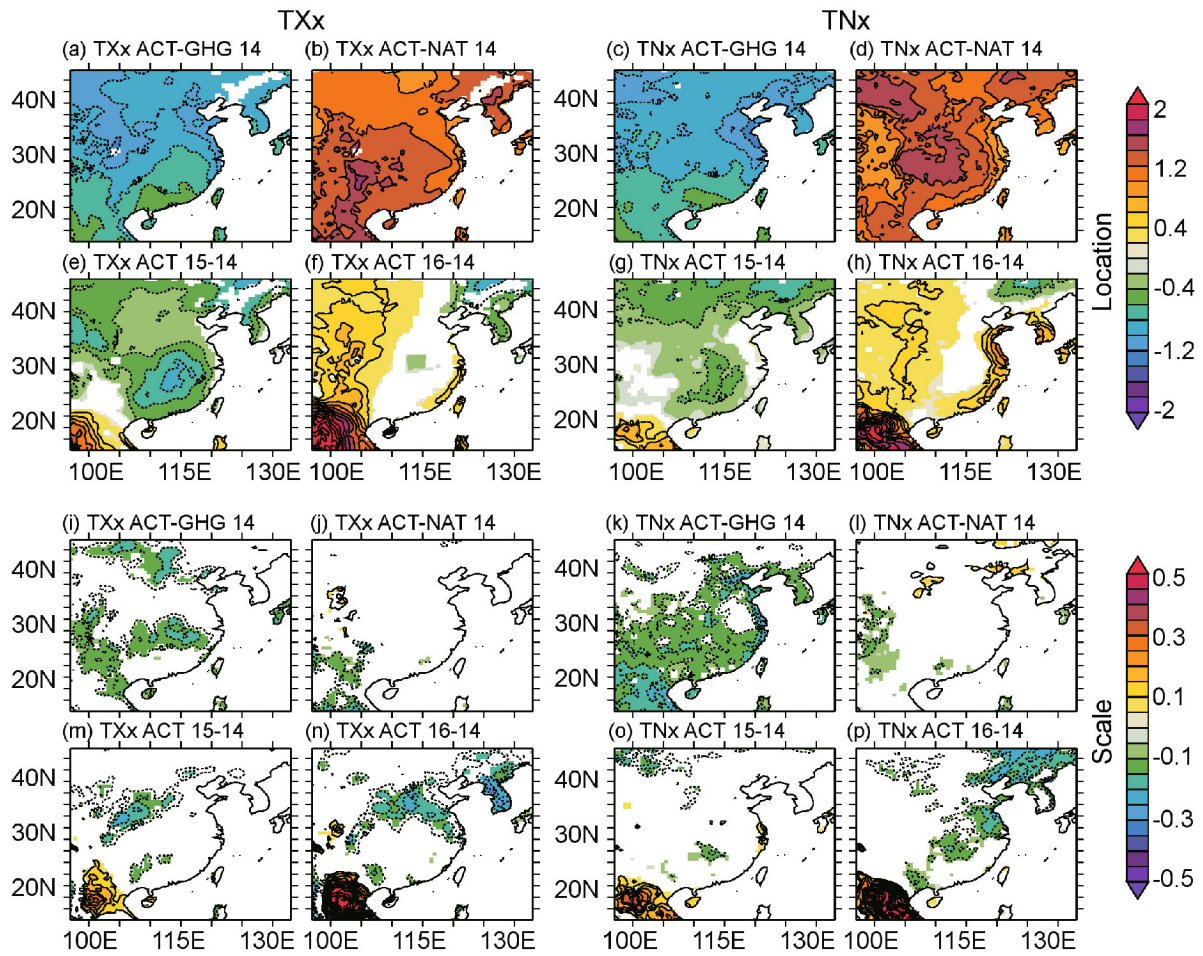 TXx TNx
(a) TXx ACT-GHG 14 (b) TXx ACT-NAT 14 (c) TNx ACT-GHG 14 (d) TNx ACT-NAT 14
40N
30N
20N
(e) TXx ACT 15-14 (f) TXx ACT 16-14 (g) TNx ACT 15-14 (h) TNx ACT 16-14
40N
30N
20N
100E 115E 130E 100E 115E 130E 100E 115E 130E 100E 115E 130E
2
1.2
0.4
-0.4
-1.2
-2
Location
(i) TXx ACT-GHG 14 (j) TXx ACT-NAT 14 (k) TNx ACT-GHG 14 (l) TNx ACT-NAT 14
40N 40N
30N 30N
20N 20N
(m) TXx ACT 15-14 (n) TXx ACT 16-14 (o) TNx ACT 15-14 (p) TNx ACT 16-14
40N 40N
30N 30N
20N 20N
100E 115E 130E 100E 115E 130E 100E 115E 130E 100E 115E 130E
0.5
0.3
0.1
-0.1
-0.3
-0.5
Scale